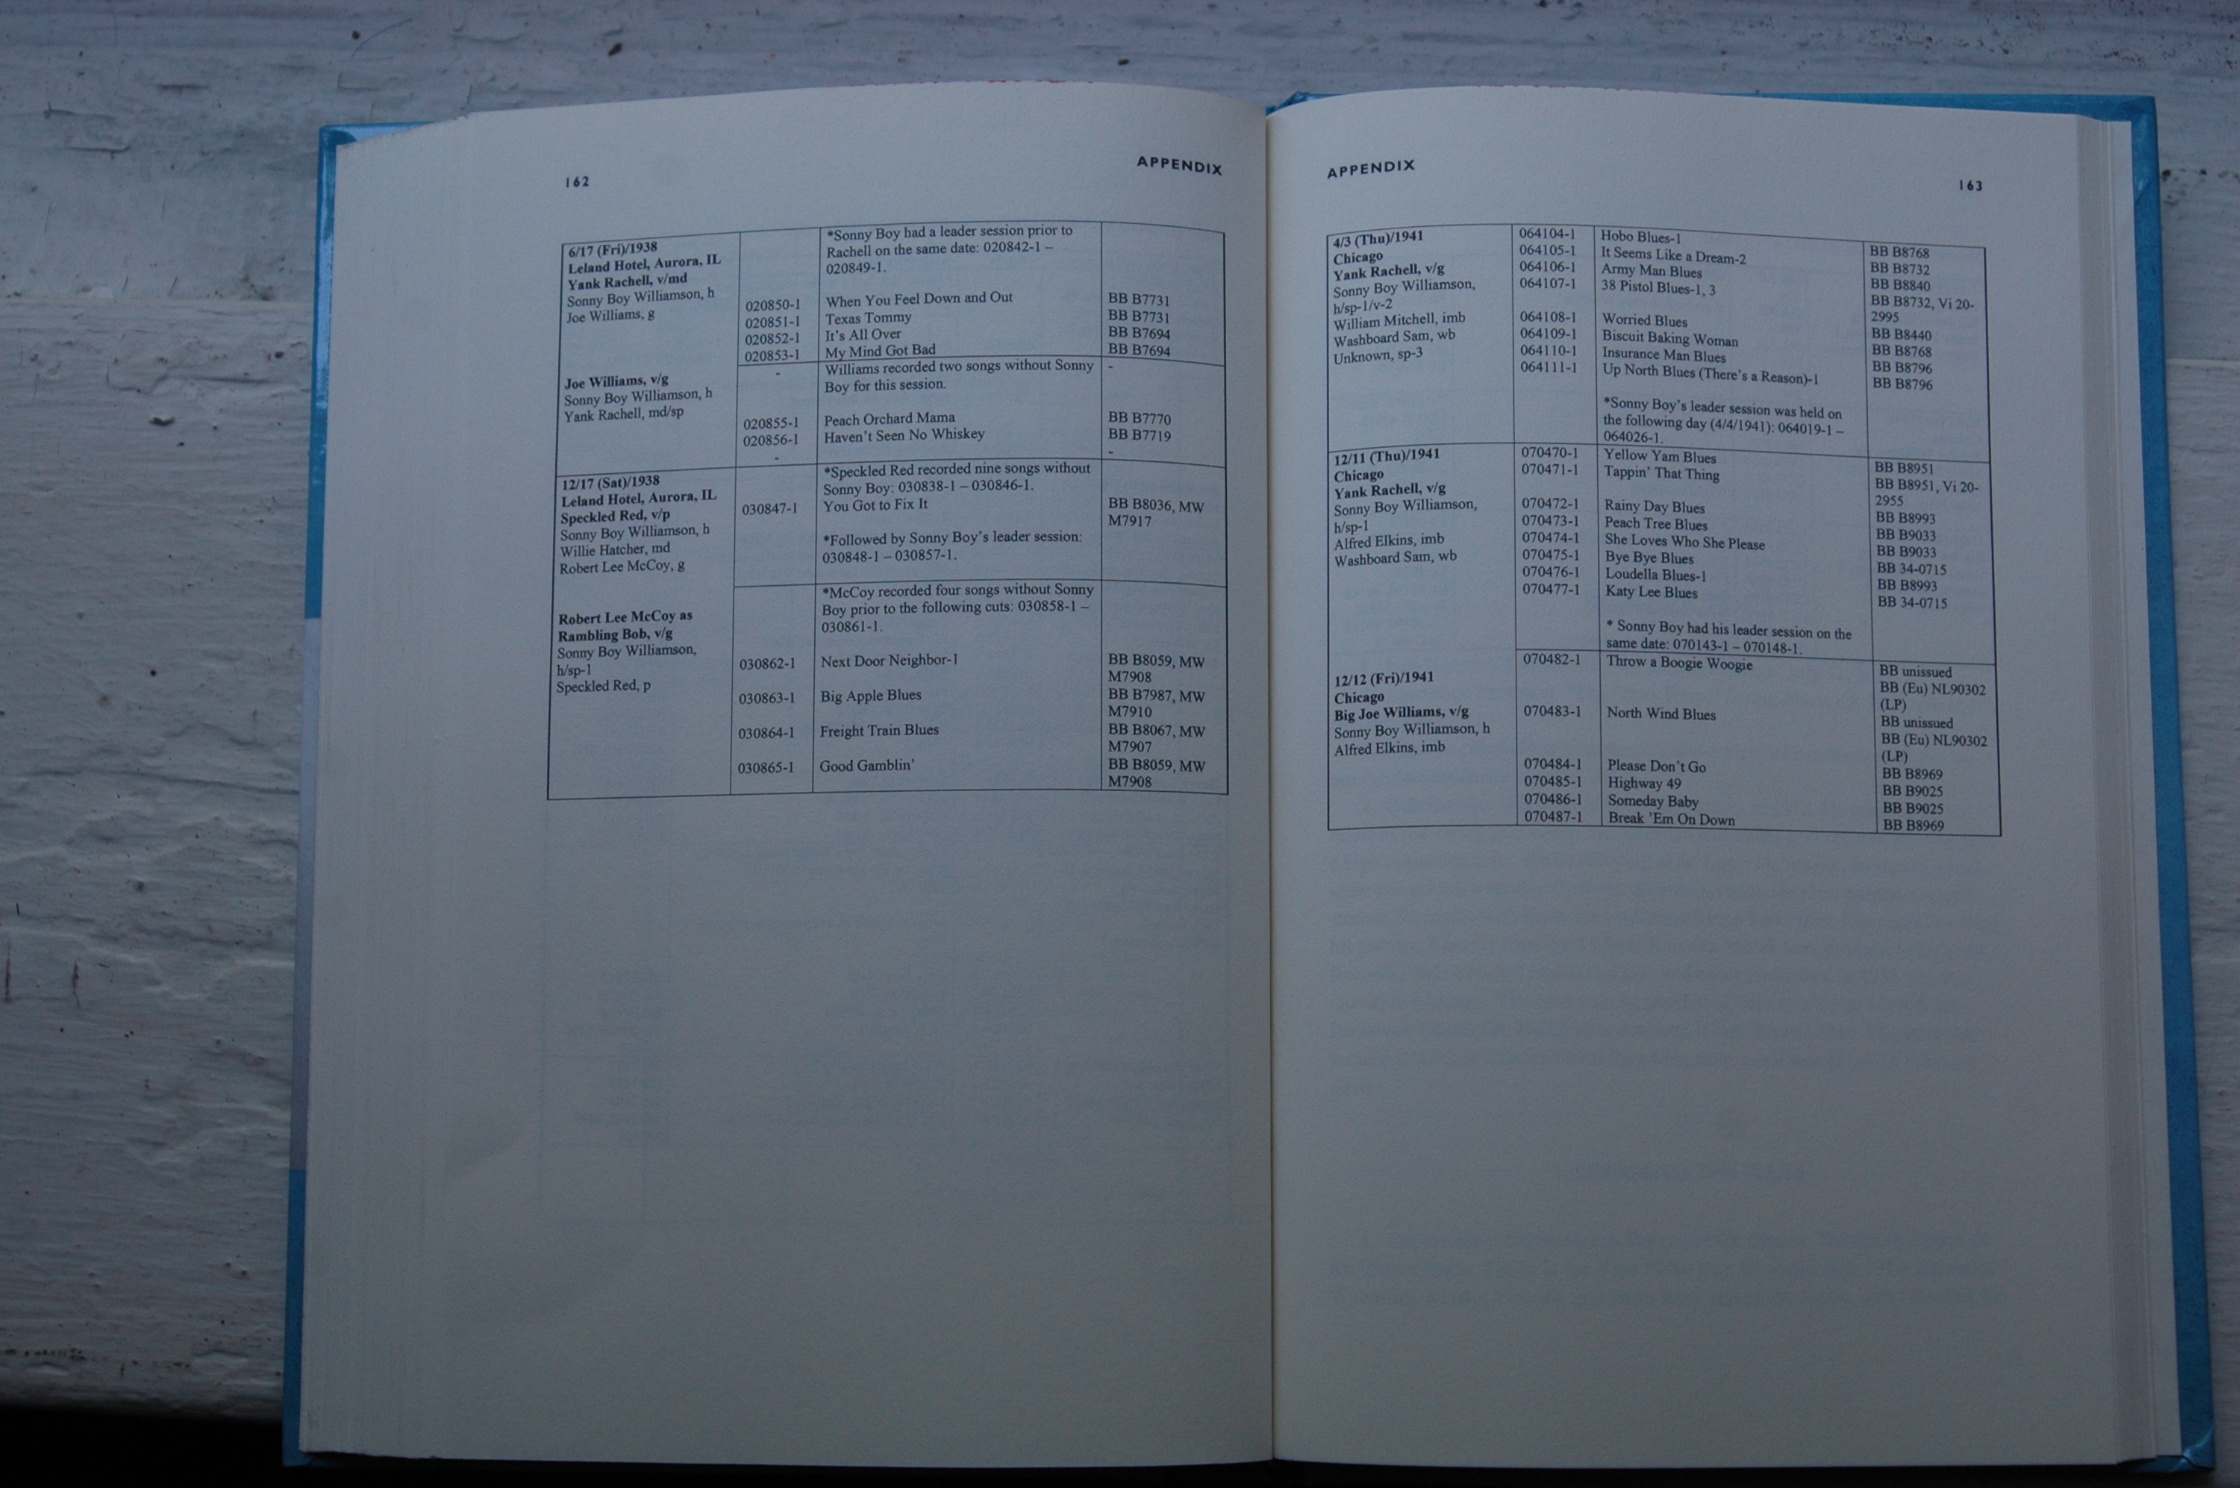 162
APPENDIX
6/17 (Fri)/1938
Leland Hotel, Aurora, IL
Yank Rachell, v/md
Sonny Boy Williamson, h
Joe Williams, g
*Sonny Boy had a leader session prior to
Rachell on the same date: 020842-1 –
020849-1.
020850-1 When You Feel Down and Out BB B7731
020851-1 Texas Tommy BB B7731
020852-1 It's All Over BB B7694
020853-1 My Mind Got Bad BB B7694
Joe Williams, v/g
Sonny Boy Williamson, h
Yank Rachell, md/sp
- Williams recorded two songs without Sonny -
Boy for this session.
020855-1 Peach Orchard Mama BB B7770
020856-1 Haven't Seen No Whiskey BB B7719
- -
12/17 (Sat)/1938
Leland Hotel, Aurora, IL
Speckled Red, v/p
Sonny Boy Williamson, h
Willie Hatcher, md
Robert Lee McCoy, g
*Speckled Red recorded nine songs without
Sonny Boy: 030838-1 – 030846-1.
030847-1 You Got to Fix It BB B8036, MW
M7917
*Followed by Sonny Boy's leader session:
030848-1 – 030857-1.
Robert Lee McCoy as
Rambling Bob, v/g
Sonny Boy Williamson,
h/sp-1
Speckled Red, p
*McCoy recorded four songs without Sonny
Boy prior to the following cuts: 030858-1 –
030861-1.
030862-1 Next Door Neighbor-1 BB B8059, MW
M7908
030863-1 Big Apple Blues BB B7987, MW
M7910
030864-1 Freight Train Blues BB B8067, MW
M7907
030865-1 Good Gamblin' BB B8059, MW
M7908
APPENDIX
163
4/3 (Thu)/1941
Chicago
Yank Rachell, v/g
Sonny Boy Williamson,
h/sp-1/v-2
William Mitchell, imb
Washboard Sam, wb
Unknown, sp-3
064104-1 Hobo Blues-1 BB B8768
064105-1 It Seems Like a Dream-2 BB B8732
064106-1 Army Man Blues BB B8840
064107-1 38 Pistol Blues-1, 3 BB B8732, Vi 20-
2995
064108-1 Worried Blues BB B8440
064109-1 Biscuit Baking Woman BB B8768
064110-1 Insurance Man Blues BB B8796
064111-1 Up North Blues (There's a Reason)-1 BB B8796
*Sonny Boy's leader session was held on
the following day (4/4/1941): 064019-1 –
064026-1.
12/11 (Thu)/1941
Chicago
Yank Rachell, v/g
Sonny Boy Williamson,
h/sp-1
Alfred Elkins, imb
Washboard Sam, wb
070470-1 Yellow Yam Blues BB B8951
070471-1 Tappin' That Thing BB B8951, Vi 20-
2955
070472-1 Rainy Day Blues BB B8993
070473-1 Peach Tree Blues BB B9033
070474-1 She Loves Who She Please BB B9033
070475-1 Bye Bye Blues BB 34-0715
070476-1 Loudella Blues-1 BB B8993
070477-1 Katy Lee Blues BB 34-0715
* Sonny Boy had his leader session on the
same date: 070143-1 – 070148-1.
12/12 (Fri)/1941
Chicago
Big Joe Williams, v/g
Sonny Boy Williamson, h
Alfred Elkins, imb
070482-1 Throw a Boogie Woogie BB unissued
BB (Eu) NL90302
(LP)
070483-1 North Wind Blues BB unissued
BB (Eu) NL90302
(LP)
070484-1 Please Don't Go BB B8969
070485-1 Highway 49 BB B9025
070486-1 Someday Baby BB B9025
070487-1 Break 'Em On Down BB B8969